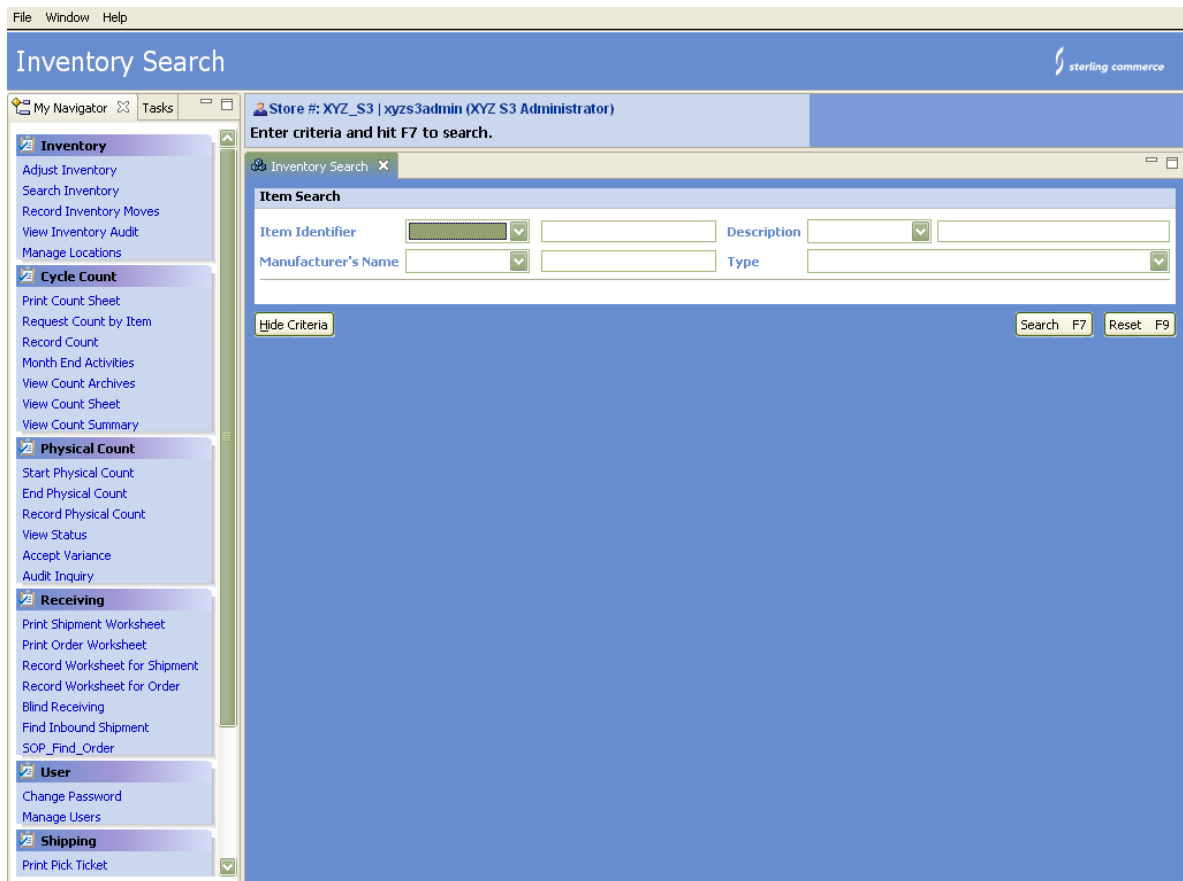 File Window Help
Inventory Search
sterling commerce
My Navigator Tasks
Store #: XYZ_S3 | xyzs3admin (XYZ S3 Administrator)
Enter criteria and hit F7 to search.
Inventory
Adjust Inventory
Search Inventory
Record Inventory Moves
View Inventory Audit
Manage Locations
Cycle Count
Print Count Sheet
Request Count by Item
Record Count
Month End Activities
View Count Archives
View Count Sheet
View Count Summary
Physical Count
Start Physical Count
End Physical Count
Record Physical Count
View Status
Accept Variance
Audit Inquiry
Receiving
Print Shipment Worksheet
Print Order Worksheet
Record Worksheet for Shipment
Record Worksheet for Order
Blind Receiving
Find Inbound Shipment
SOP_Find_Order
User
Change Password
Manage Users
Shipping
Print Pick Ticket
Inventory Search
Item Search
Item Identifier Description
Manufacturer's Name Type
Hide Criteria Search F7 Reset F9